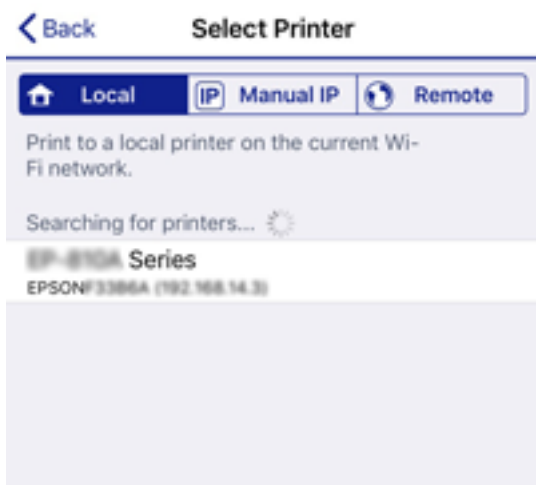 Back
Select Printer
Local
IP Manual IP
Remote
Print to a local printer on the current Wi-
Fi network.
Searching for printers...
Series
EPSON